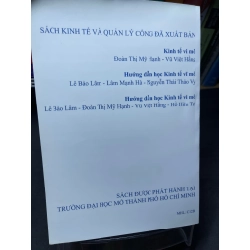 SÁCH KINH TẾ VÀ QUẢN LÝ CÔNG ĐÃ XUẤT BẢN
Kinh tế vĩ mô
Đoàn Thị Mỹ Hạnh - Vũ Việt Hằng
Hướng dẫn học Kinh tế vi mô
Lê Bảo Lâm - Lâm Mạnh Hà - Nguyễn Thái Thảo Vy
Hướng dẫn học Kinh tế vĩ mô
Lê Bảo Lâm - Đoàn Thị Mỹ Hạnh - Vũ Việt Hằng - Hồ Hữu Trí
SÁCH ĐƯỢC PHÁT HÀNH TẠI
TRƯỜNG ĐẠI HỌC MỞ THÀNH PHỐ HỒ CHÍ MINH